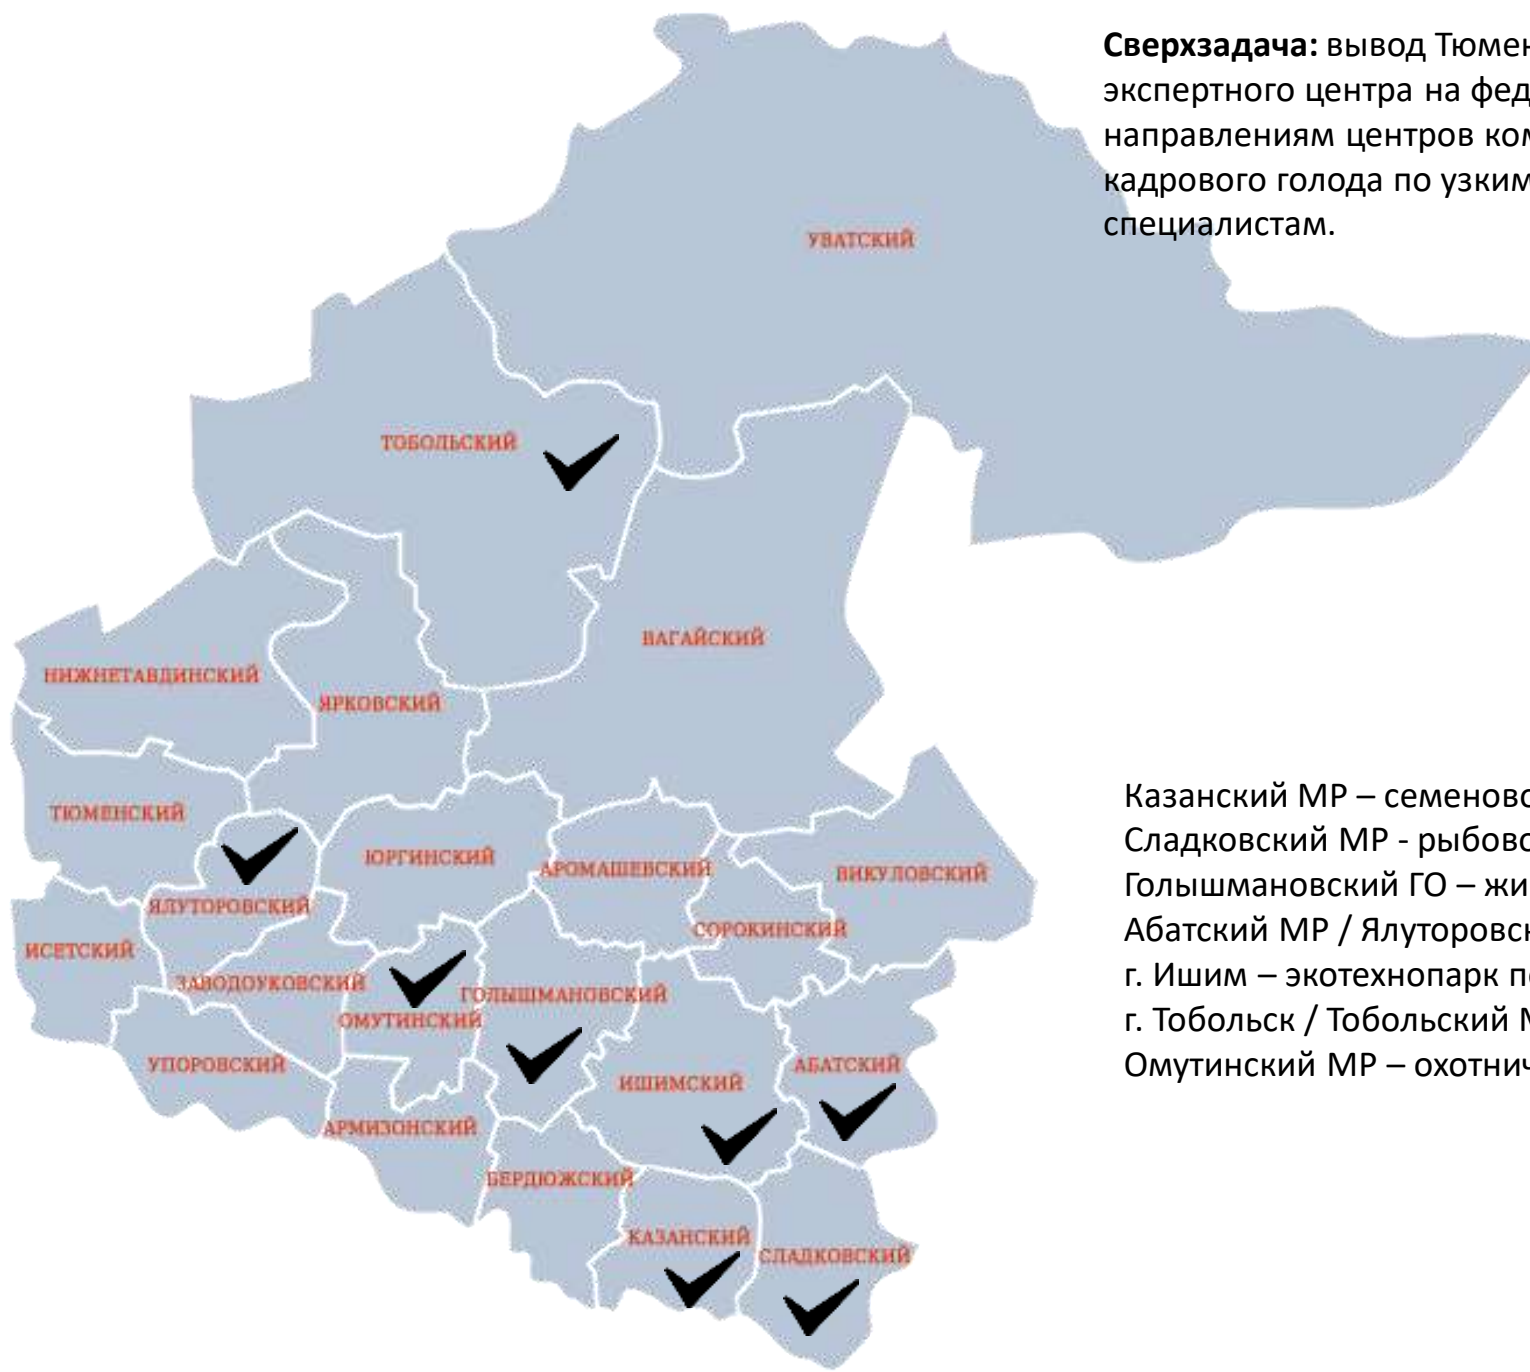 Сверхзадача: вывод Тюмен
экспертного центра на фед
направлениям центров ком
кадрового голода по узким
специалистам.
УВАТСКИЙ
ТОБОЛЬСКИЙ
ВАГАЙСКИЙ
НИЖНЕТАВДИНСКИЙ
ЯРКОВСКИЙ
ТЮМЕНСКИЙ
ЮРГИНСКИЙ
АРОМАШЕВСКИЙ
ВИКУЛОВСКИЙ
ЯЛУТОРОВСКИЙ
СОРОКИНСКИЙ
ИСЕТСКИЙ
ЗАВОДОУКОВСКИЙ
ГОЛЫШМАНОВСКИЙ
ОМУТИНСКИЙ
УПОРОВСКИЙ
ИШИМСКИЙ
АБАТСКИЙ
АРМИЗОНСКИЙ
БЕРДЮЖСКИЙ
КАЗАНСКИЙ
СЛАДКОВСКИЙ
Казанский МР – семеново
Сладковский МР - рыбово
Голышмановский ГО – жи
Абатский МР / Ялуторовск
г. Ишим – экотехнопарк п
г. Тобольск / Тобольский М
Омутинский МР – охотнич